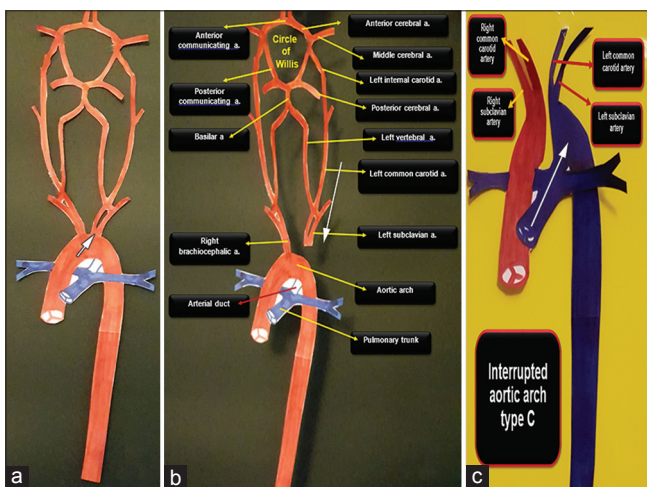 Anterior
communicating a.
Posterior
communicating a.
Basilar a
Right
brachiocephalic a.
Arterial duct
Circle
of
Willis
Anterior cerebral a.
Middle cerebral a.
Left internal carotid a.
Posterior cerebral a.
Left vertebral a.
Left common carotid a.
Left subclavian a.
Aortic arch
Pulmonary trunk
Right
common
carotid
artery
Right
subclavian
artery
Left common
carotid artery
Left
subclavian
artery
Interrupted
aortic arch
type C
a
b
c